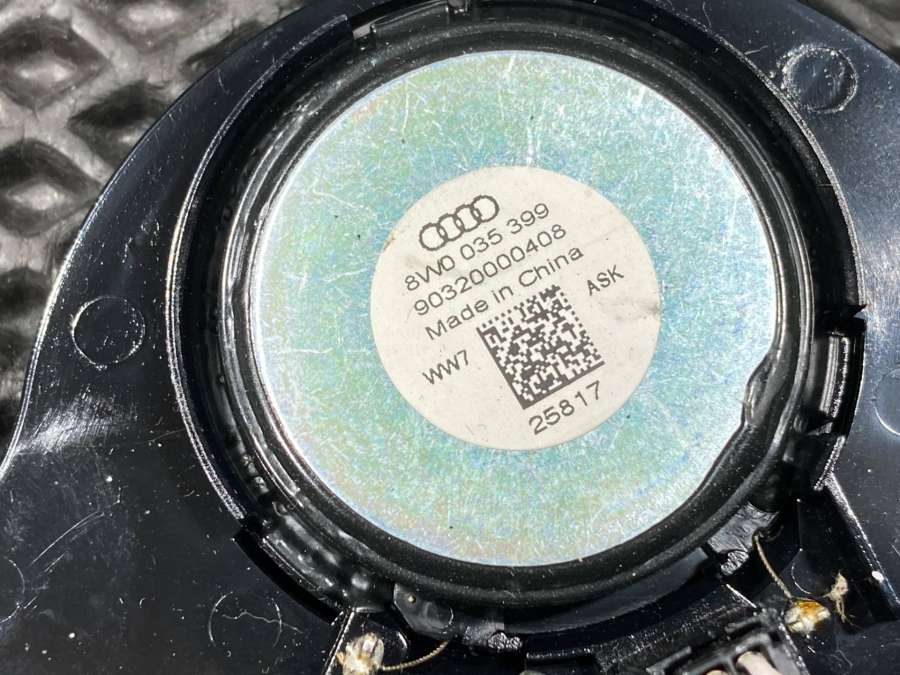 8W0 035 399
90320000408
Made in China
ASK
WW7
25817